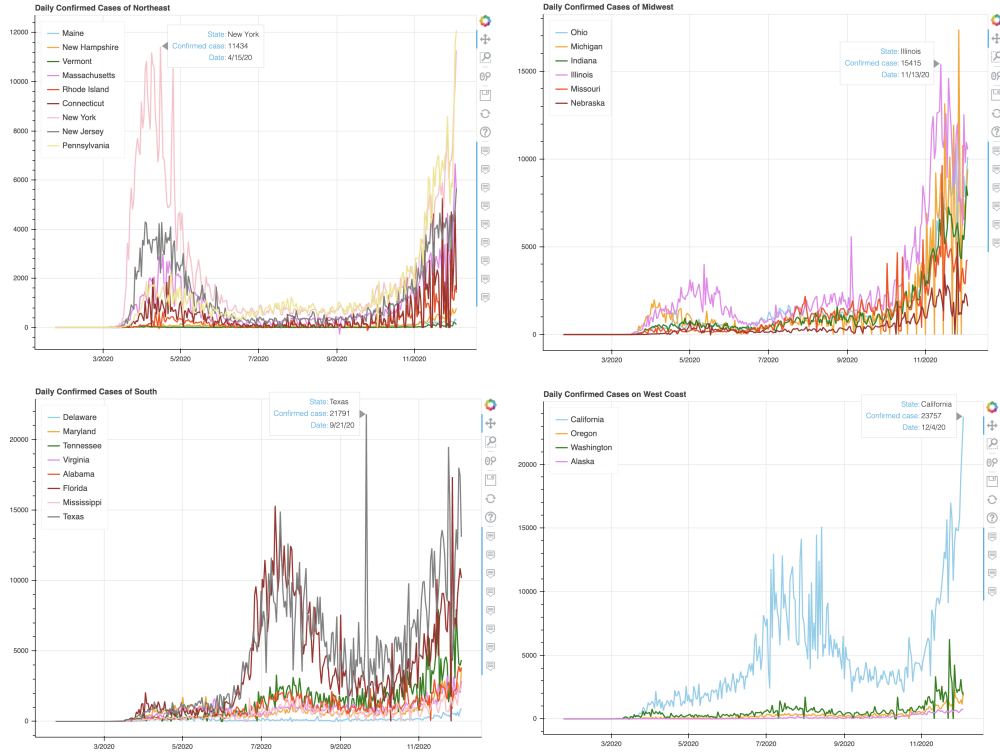 Daily Confirmed Cases of Northeast
Maine
New Hampshire
Vermont
Massachusetts
Rhode Island
Connecticut
New York
New Jersey
Pennsylvania
State: New York
Confirmed case: 11434
Date: 4/15/20
12000
10000
8000
6000
4000
2000
0
3/2020
5/2020
7/2020
9/2020
11/2020
Daily Confirmed Cases of Midwest
Ohio
Michigan
Indiana
Illinois
Missouri
Nebraska
State: Illinois
Confirmed case: 15415
Date: 11/13/20
15000
10000
5000
0
3/2020
5/2020
7/2020
9/2020
11/2020
Daily Confirmed Cases of South
Delaware
Maryland
Tennessee
Virginia
Alabama
Florida
Mississippi
Texas
State: Texas
Confirmed case: 21791
Date: 9/21/20
20000
15000
10000
5000
0
3/2020
5/2020
7/2020
9/2020
11/2020
Daily Confirmed Cases on West Coast
California
Oregon
Washington
Alaska
State: California
Confirmed case: 23757
Date: 12/4/20
20000
15000
10000
5000
0
3/2020
5/2020
7/2020
9/2020
11/2020